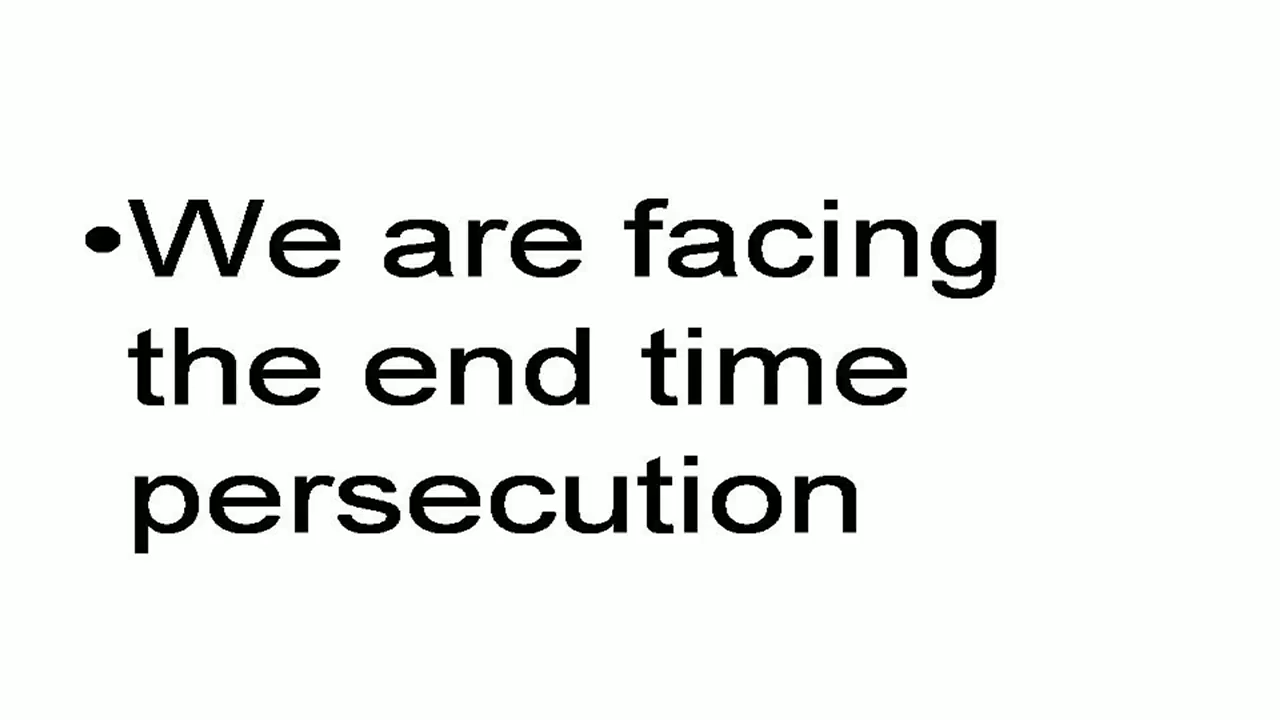 •We are facing
the end time
persecution